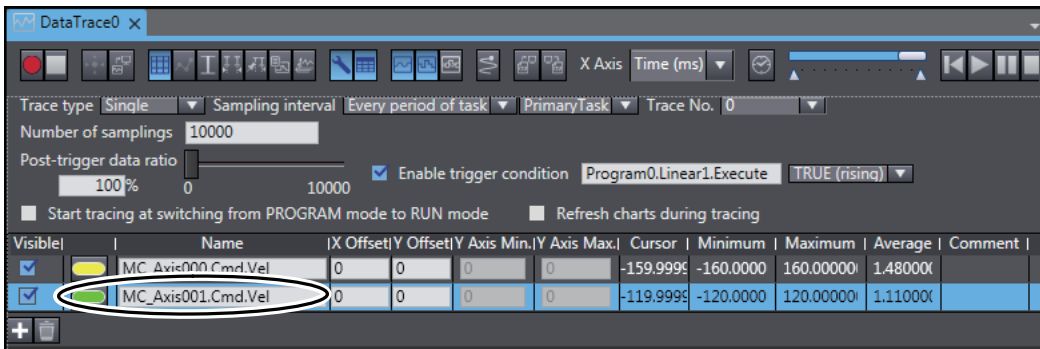 DataTrace0
X Axis Time (ms)
Trace type Single Sampling interval Every period of task PrimaryTask Trace No. 0
Number of samplings 10000
Post-trigger data ratio
100 % 0 10000
Enable trigger condition Program0.Linear1.Execute TRUE (rising)
Start tracing at switching from PROGRAM mode to RUN mode Refresh charts during tracing
Visible Name X Offset Y Offset Y Axis Min. Y Axis Max. Cursor Minimum Maximum Average Comment
MC_Axis000.Cmd.Vel 0 0 0 0 -159.9999 -160.0000 160.00000 1.48000
MC_Axis001.Cmd.Vel 0 0 0 0 -119.9999 -120.0000 120.00000 1.11000